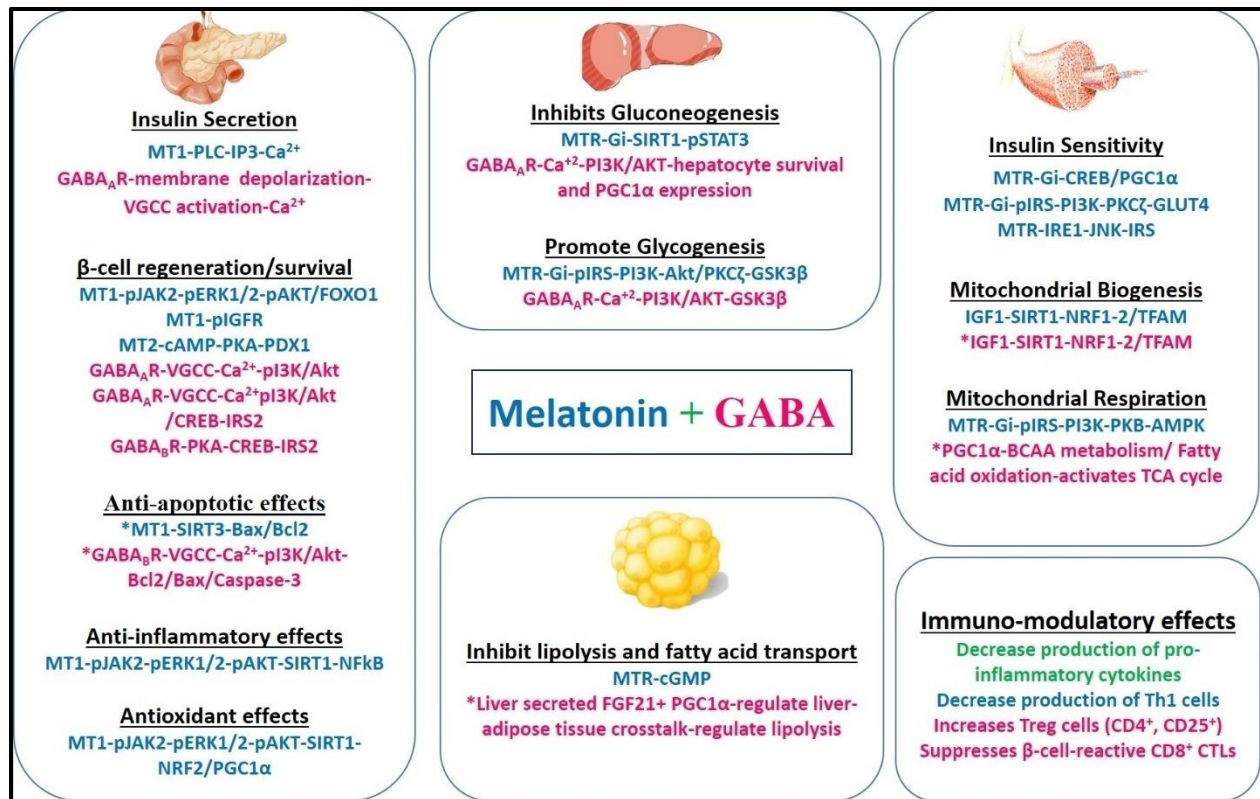 Insulin Secretion
MT1-PLC-IP3-Ca²⁺
GABA_AR-membrane depolarization-
VGCC activation-Ca²⁺
β-cell regeneration/survival
MT1-pJAK2-pERK1/2-pAKT/FOXO1
MT1-pIGFR
MT2-cAMP-PKA-PDX1
GABA_AR-VGCC-Ca²⁺-pI3K/Akt
GABA_AR-VGCC-Ca²⁺pI3K/Akt
/CREB-IRS2
GABA_BR-PKA-CREB-IRS2
Anti-apoptotic effects
*MT1-SIRT3-Bax/Bcl2
*GABA_BR-VGCC-Ca²⁺-pI3K/Akt-
Bcl2/Bax/Caspase-3
Anti-inflammatory effects
MT1-pJAK2-pERK1/2-pAKT-SIRT1-NFkB
Antioxidant effects
MT1-pJAK2-pERK1/2-pAKT-SIRT1-
NRF2/PGC1α
Inhibits Gluconeogenesis
MTR-Gi-SIRT1-pSTAT3
GABA_AR-Ca⁺²-PI3K/AKT-hepatocyte survival
and PGC1α expression
Promote Glycogenesis
MTR-Gi-pIRS-PI3K-Akt/PKCζ-GSK3β
GABA_AR-Ca⁺²-PI3K/AKT-GSK3β
Melatonin + GABA
Inhibit lipolysis and fatty acid transport
MTR-cGMP
*Liver secreted FGF21+ PGC1α-regulate liver-
adipose tissue crosstalk-regulate lipolysis
Insulin Sensitivity
MTR-Gi-CREB/PGC1α
MTR-Gi-pIRS-PI3K-PKCζ-GLUT4
MTR-IRE1-JNK-IRS
Mitochondrial Biogenesis
IGF1-SIRT1-NRF1-2/TFAM
*IGF1-SIRT1-NRF1-2/TFAM
Mitochondrial Respiration
MTR-Gi-pIRS-PI3K-PKB-AMPK
*PGC1α-BCAA metabolism/ Fatty
acid oxidation-activates TCA cycle
Immuno-modulatory effects
Decrease production of pro-
inflammatory cytokines
Decrease production of Th1 cells
Increases Treg cells (CD4⁺, CD25⁺)
Suppresses β-cell-reactive CD8⁺ CTLs